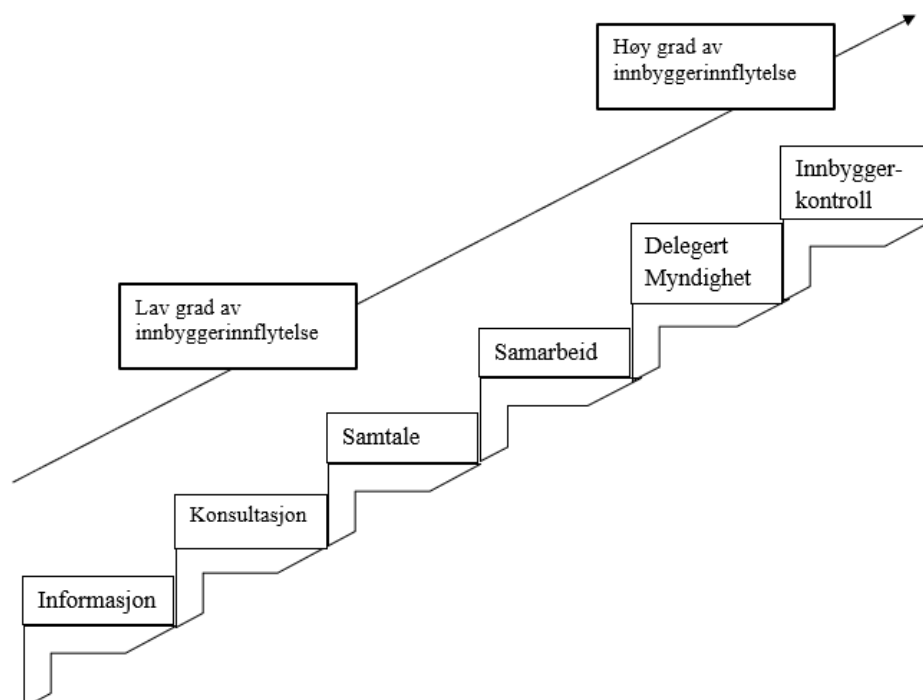 Høy grad av
innbyggerinnflytelse
Innbygger-
kontroll
Delegert
Myndighet
Lav grad av
innbyggerinnflytelse
Samarbeid
Samtale
Konsultasjon
Informasjon